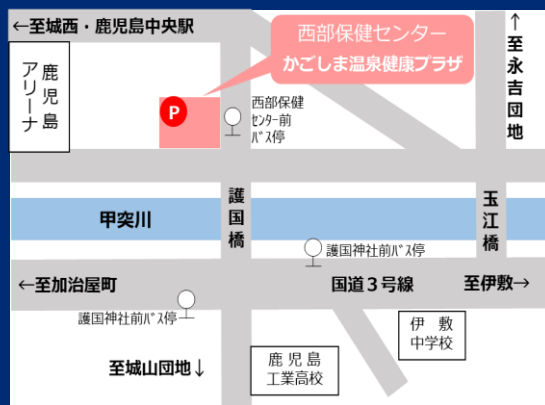 ←至城西・鹿児島中央駅
西部保健センター
かごしま温泉健康プラザ
↑至永吉団地
鹿児島
アリーナ
P
西部保健
センター前
バス停
護国橋
玉江橋
甲突川
護国神社前バス停
←至加治屋町
国道3号線
至伊敷→
護国神社前バス停
伊敷
中学校
至城山団地↓
鹿児島
工業高校